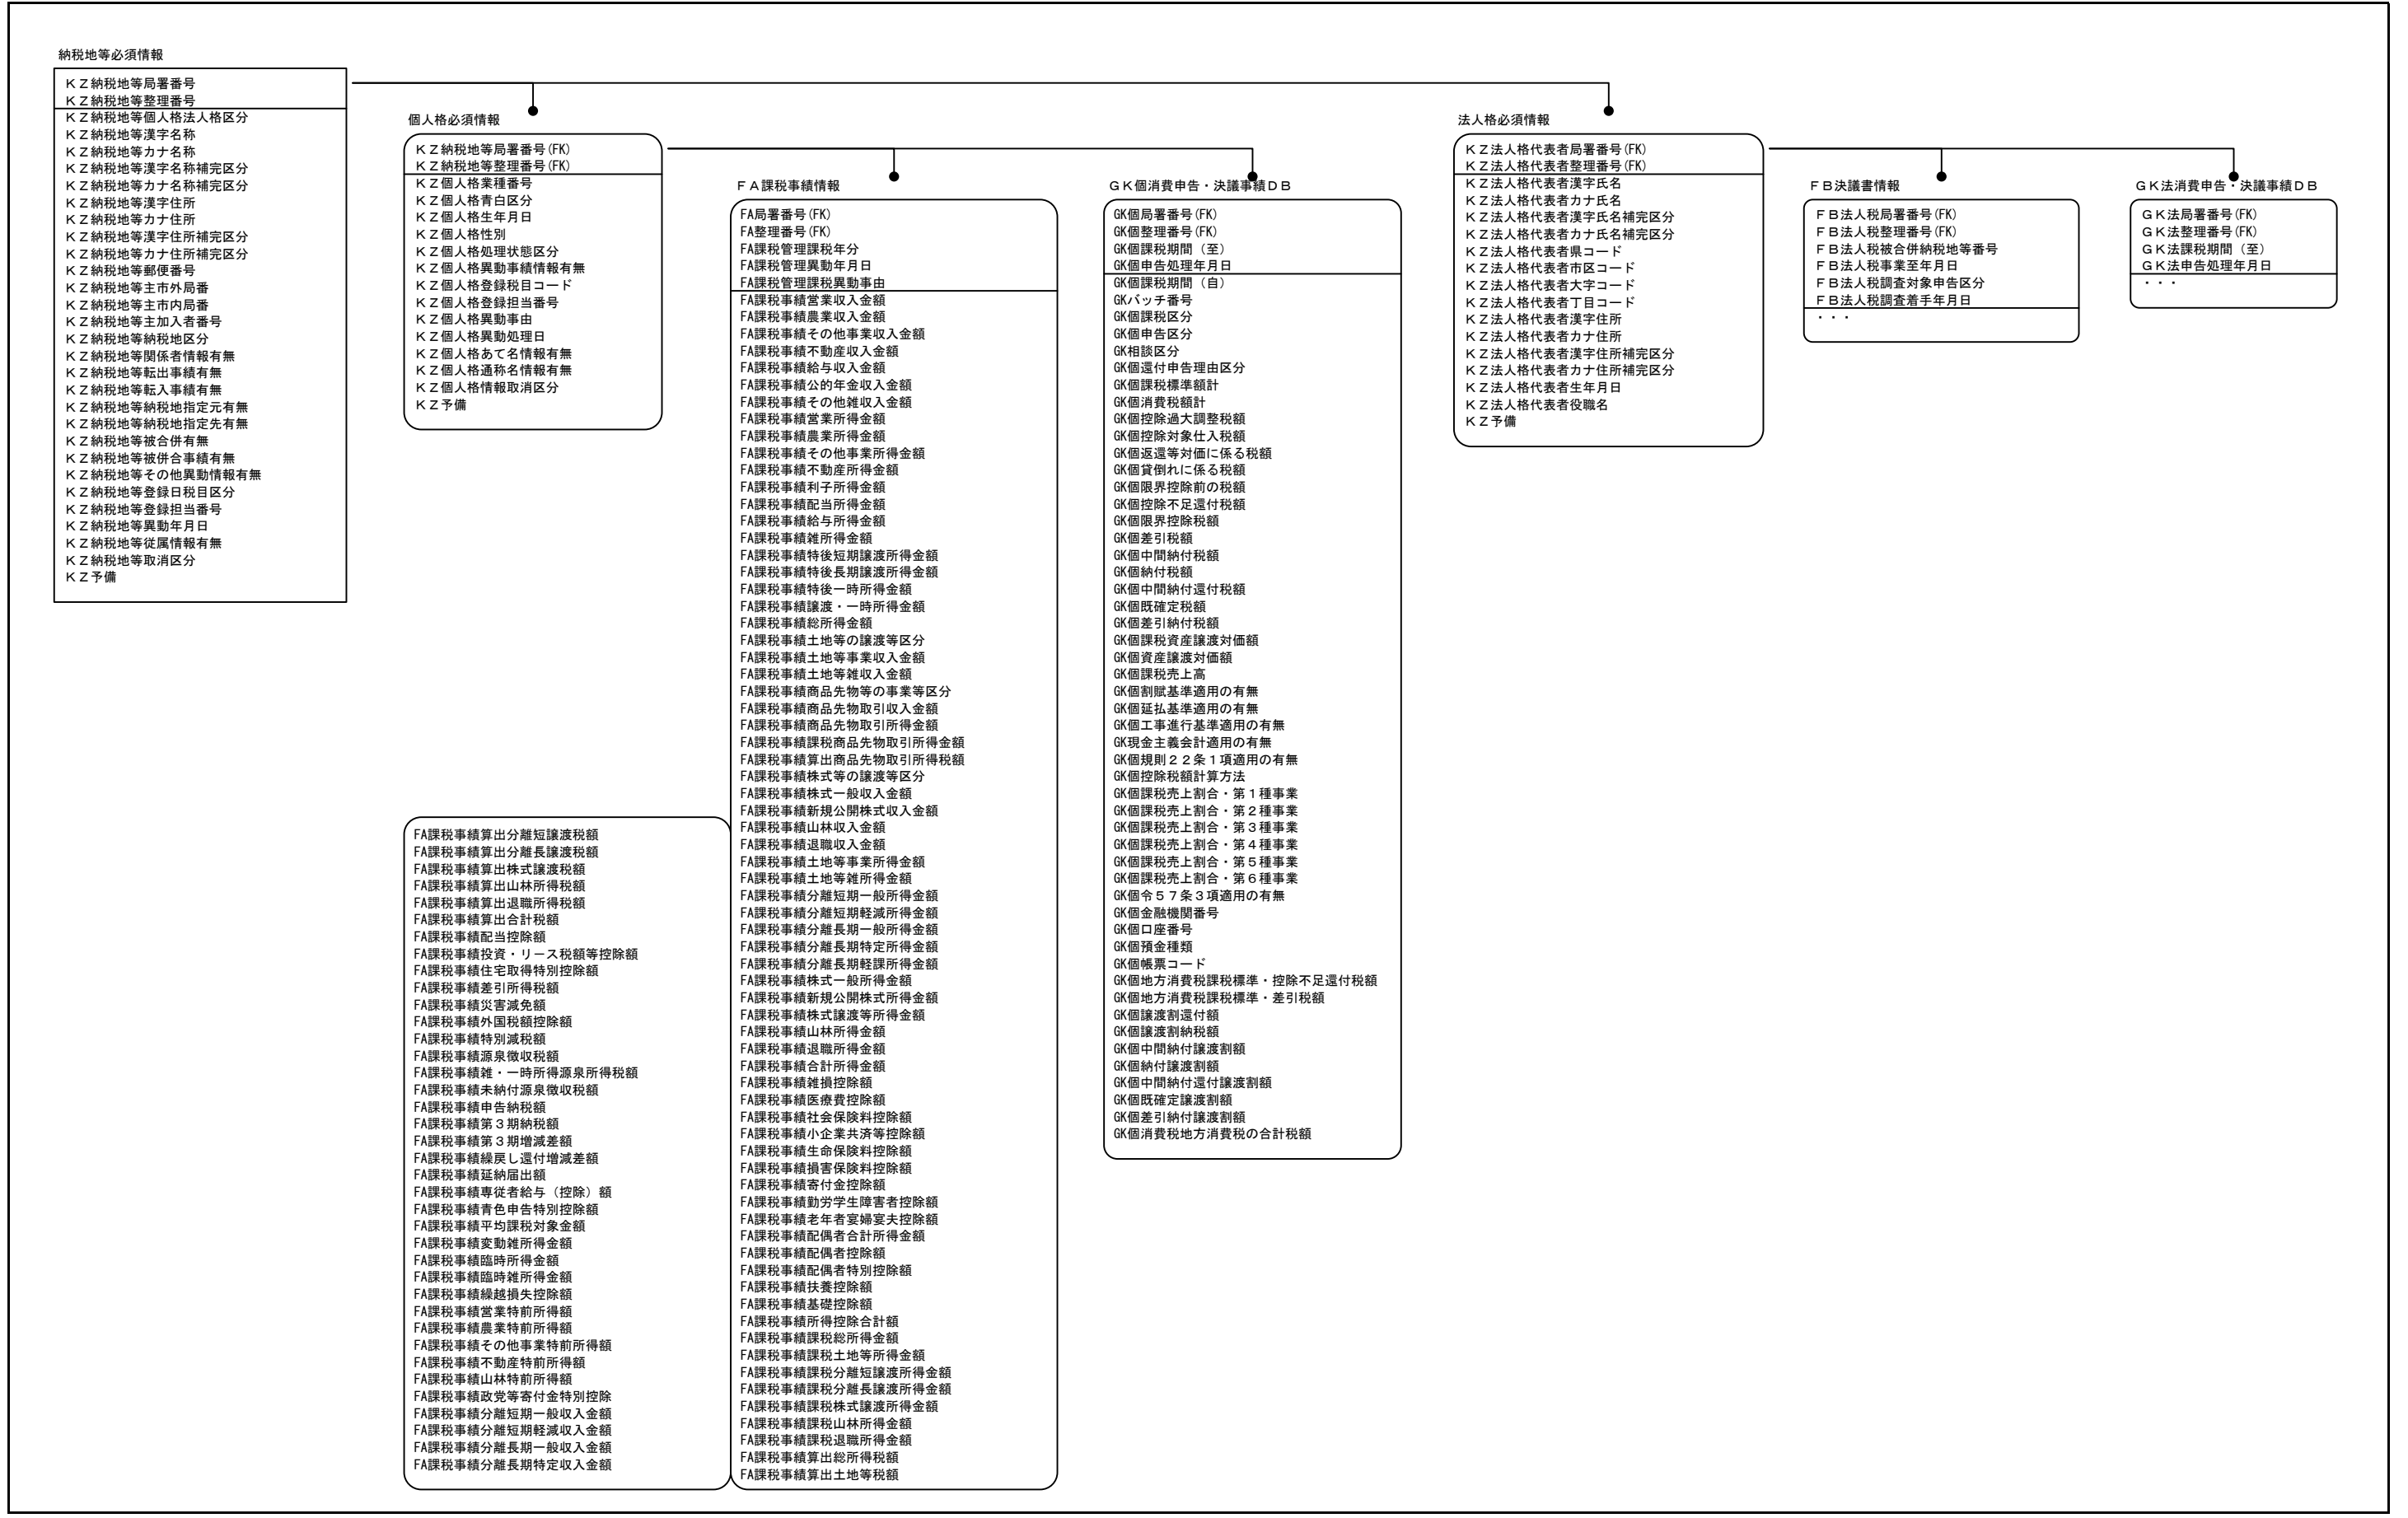 納税地等必須情報
ＫＺ納税地等局署番号
ＫＺ納税地等整理番号
ＫＺ納税地等個人格法人格区分
ＫＺ納税地等漢字名称
ＫＺ納税地等カナ名称
ＫＺ納税地等漢字名称補完区分
ＫＺ納税地等カナ名称補完区分
ＫＺ納税地等漢字住所
ＫＺ納税地等カナ住所
ＫＺ納税地等漢字住所補完区分
ＫＺ納税地等カナ住所補完区分
ＫＺ納税地等郵便番号
ＫＺ納税地等主市外局番
ＫＺ納税地等主市内局番
ＫＺ納税地等主加入者番号
ＫＺ納税地等納税地区分
ＫＺ納税地等関係者情報有無
ＫＺ納税地等転出事績有無
ＫＺ納税地等転入事績有無
ＫＺ納税地等納税地指定元有無
ＫＺ納税地等納税地指定先有無
ＫＺ納税地等被合併有無
ＫＺ納税地等被併合事績有無
ＫＺ納税地等その他異動情報有無
ＫＺ納税地等登録日税目区分
ＫＺ納税地等登録担当番号
ＫＺ納税地等異動年月日
ＫＺ納税地等従属情報有無
ＫＺ納税地等取消区分
ＫＺ予備
個人格必須情報
ＫＺ納税地等局署番号(FK)
ＫＺ納税地等整理番号(FK)
ＫＺ個人格業種番号
ＫＺ個人格青白区分
ＫＺ個人格生年月日
ＫＺ個人格性別
ＫＺ個人格処理状態区分
ＫＺ個人格異動事績情報有無
ＫＺ個人格登録税目コード
ＫＺ個人格登録担当番号
ＫＺ個人格異動事由
ＫＺ個人格異動処理日
ＫＺ個人格あて名情報有無
ＫＺ個人格通称名情報有無
ＫＺ個人格情報取消区分
ＫＺ予備
ＦＡ課税事績情報
FA局署番号(FK)
FA整理番号(FK)
FA課税管理課税年分
FA課税管理異動年月日
FA課税管理課税異動事由
FA課税事績営業収入金額
FA課税事績農業収入金額
FA課税事績その他事業収入金額
FA課税事績不動産収入金額
FA課税事績給与収入金額
FA課税事績公的年金収入金額
FA課税事績その他雑収入金額
FA課税事績営業所得金額
FA課税事績農業所得金額
FA課税事績その他事業所得金額
FA課税事績不動産所得金額
FA課税事績利子所得金額
FA課税事績配当所得金額
FA課税事績給与所得金額
FA課税事績雑所得金額
FA課税事績特後短期譲渡所得金額
FA課税事績特後長期譲渡所得金額
FA課税事績特後一時所得金額
FA課税事績譲渡・一時所得金額
FA課税事績総所得金額
FA課税事績土地等の譲渡等区分
FA課税事績土地等事業収入金額
FA課税事績土地等雑収入金額
FA課税事績商品先物等の事業等区分
FA課税事績商品先物取引収入金額
FA課税事績商品先物取引所得金額
FA課税事績課税商品先物取引所得金額
FA課税事績算出商品先物取引所得税額
FA課税事績株式等の譲渡等区分
FA課税事績株式一般収入金額
FA課税事績新規公開株式収入金額
FA課税事績山林収入金額
FA課税事績退職収入金額
FA課税事績土地等事業所得金額
FA課税事績土地等雑所得金額
FA課税事績分離短期一般所得金額
FA課税事績分離短期軽減所得金額
FA課税事績分離長期一般所得金額
FA課税事績分離長期特定所得金額
FA課税事績分離長期軽課所得金額
FA課税事績株式一般所得金額
FA課税事績新規公開株式所得金額
FA課税事績株式譲渡等所得金額
FA課税事績山林所得金額
FA課税事績退職所得金額
FA課税事績合計所得金額
FA課税事績雑損控除額
FA課税事績医療費控除額
FA課税事績社会保険料控除額
FA課税事績小企業共済等控除額
FA課税事績生命保険料控除額
FA課税事績損害保険料控除額
FA課税事績寄付金控除額
FA課税事績勤労学生障害者控除額
FA課税事績老年者宴婦宴夫控除額
FA課税事績配偶者合計所得金額
FA課税事績配偶者控除額
FA課税事績配偶者特別控除額
FA課税事績扶養控除額
FA課税事績基礎控除額
FA課税事績所得控除合計額
FA課税事績課税総所得金額
FA課税事績課税土地等所得金額
FA課税事績課税分離短譲渡所得金額
FA課税事績課税分離長譲渡所得金額
FA課税事績課税株式譲渡所得金額
FA課税事績課税山林所得金額
FA課税事績課税退職所得金額
FA課税事績算出総所得税額
FA課税事績算出土地等税額
FA課税事績算出分離短譲渡税額
FA課税事績算出分離長譲渡税額
FA課税事績算出株式譲渡税額
FA課税事績算出山林所得税額
FA課税事績算出退職所得税額
FA課税事績算出合計税額
FA課税事績配当控除額
FA課税事績投資・リース税額等控除額
FA課税事績住宅取得特別控除額
FA課税事績差引所得税額
FA課税事績災害減免額
FA課税事績外国税額控除額
FA課税事績特別減税額
FA課税事績源泉徴収税額
FA課税事績雑・一時所得源泉所得税額
FA課税事績未納付源泉徴収税額
FA課税事績申告納税額
FA課税事績第３期納税額
FA課税事績第３期増減差額
FA課税事績繰戻し還付増減差額
FA課税事績延納届出額
FA課税事績専従者給与（控除）額
FA課税事績青色申告特別控除額
FA課税事績平均課税対象金額
FA課税事績変動雑所得金額
FA課税事績臨時所得金額
FA課税事績臨時雑所得金額
FA課税事績繰越損失控除額
FA課税事績営業特前所得額
FA課税事績農業特前所得額
FA課税事績その他事業特前所得額
FA課税事績不動産特前所得額
FA課税事績山林特前所得額
FA課税事績政党等寄付金特別控除
FA課税事績分離短期一般収入金額
FA課税事績分離短期軽減収入金額
FA課税事績分離長期一般収入金額
FA課税事績分離長期特定収入金額
ＧＫ個消費申告・決議事績ＤＢ
GK個局署番号(FK)
GK個整理番号(FK)
GK個課税期間（至）
GK個申告処理年月日
GK個課税期間（自）
GKバッチ番号
GK個課税区分
GK個申告区分
GK相談区分
GK個還付申告理由区分
GK個課税標準額計
GK個消費税額計
GK個控除過大調整税額
GK個控除対象仕入税額
GK個返還等対価に係る税額
GK個貸倒れに係る税額
GK個限界控除前の税額
GK個控除不足還付税額
GK個限界控除税額
GK個差引税額
GK個中間納付税額
GK個納付税額
GK個中間納付還付税額
GK個既確定税額
GK個差引納付税額
GK個課税資産譲渡対価額
GK個資産譲渡対価額
GK個課税売上高
GK個割賦基準適用の有無
GK個延払基準適用の有無
GK個工事進行基準適用の有無
GK現金主義会計適用の有無
GK個規則２２条１項適用の有無
GK個控除税額計算方法
GK個課税売上割合・第１種事業
GK個課税売上割合・第２種事業
GK個課税売上割合・第３種事業
GK個課税売上割合・第４種事業
GK個課税売上割合・第５種事業
GK個課税売上割合・第６種事業
GK個令５７条３項適用の有無
GK個金融機関番号
GK個口座番号
GK個預金種類
GK個帳票コード
GK個地方消費税課税標準・控除不足還付税額
GK個地方消費税課税標準・差引税額
GK個譲渡割還付額
GK個譲渡割納税額
GK個中間納付譲渡割額
GK個納付譲渡割額
GK個中間納付還付譲渡割額
GK個既確定譲渡割額
GK個差引納付譲渡割額
GK個消費税地方消費税の合計税額
法人格必須情報
ＫＺ法人格代表者局署番号(FK)
ＫＺ法人格代表者整理番号(FK)
ＫＺ法人格代表者漢字氏名
ＫＺ法人格代表者カナ氏名
ＫＺ法人格代表者漢字氏名補完区分
ＫＺ法人格代表者カナ氏名補完区分
ＫＺ法人格代表者県コード
ＫＺ法人格代表者市区コード
ＫＺ法人格代表者大字コード
ＫＺ法人格代表者丁目コード
ＫＺ法人格代表者漢字住所
ＫＺ法人格代表者カナ住所
ＫＺ法人格代表者漢字住所補完区分
ＫＺ法人格代表者カナ住所補完区分
ＫＺ法人格代表者生年月日
ＫＺ法人格代表者役職名
ＫＺ予備
ＦＢ決議書情報
ＦＢ法人税局署番号(FK)
ＦＢ法人税整理番号(FK)
ＦＢ法人税被合併納税地等番号
ＦＢ法人税事業至年月日
ＦＢ法人税調査対象申告区分
ＦＢ法人税調査着手年月日
・・・
ＧＫ法消費申告・決議事績ＤＢ
ＧＫ法局署番号(FK)
ＧＫ法整理番号(FK)
ＧＫ法課税期間（至）
ＧＫ法申告処理年月日
・・・